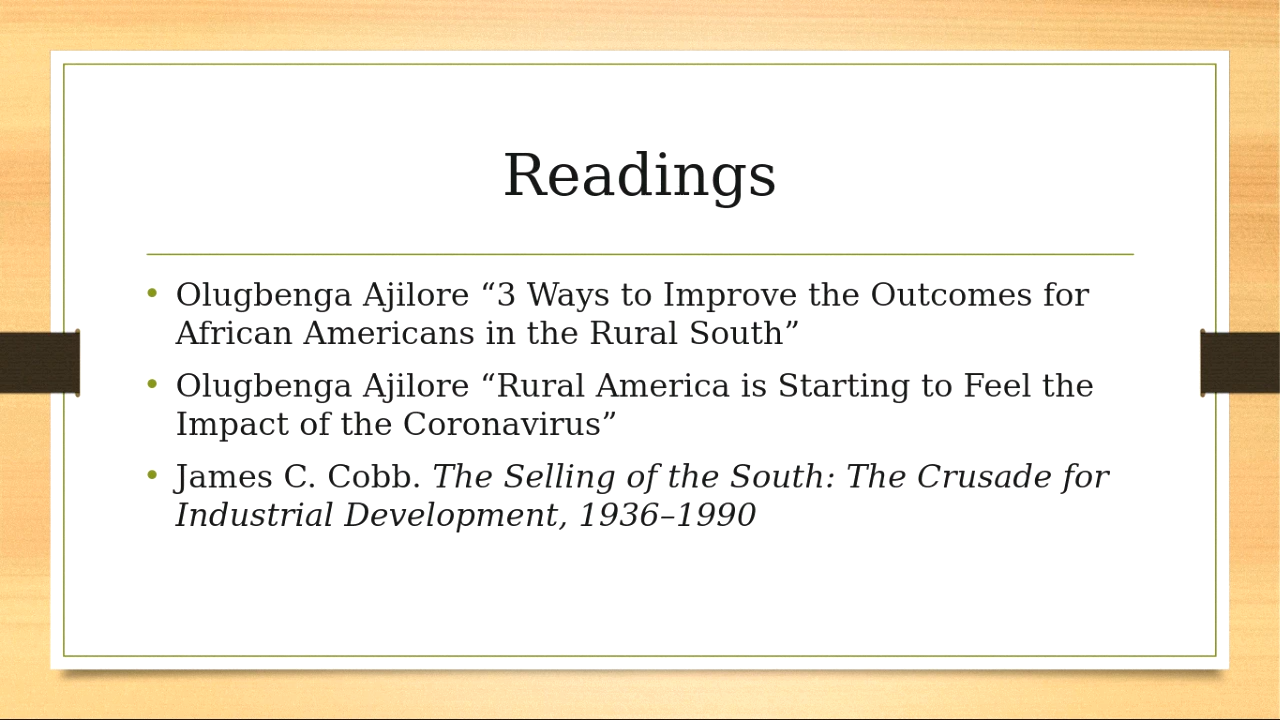 Readings
• Olugbenga Ajilore “3 Ways to Improve the Outcomes for
African Americans in the Rural South”
• Olugbenga Ajilore “Rural America is Starting to Feel the
Impact of the Coronavirus”
• James C. Cobb. The Selling of the South: The Crusade for
Industrial Development, 1936–1990